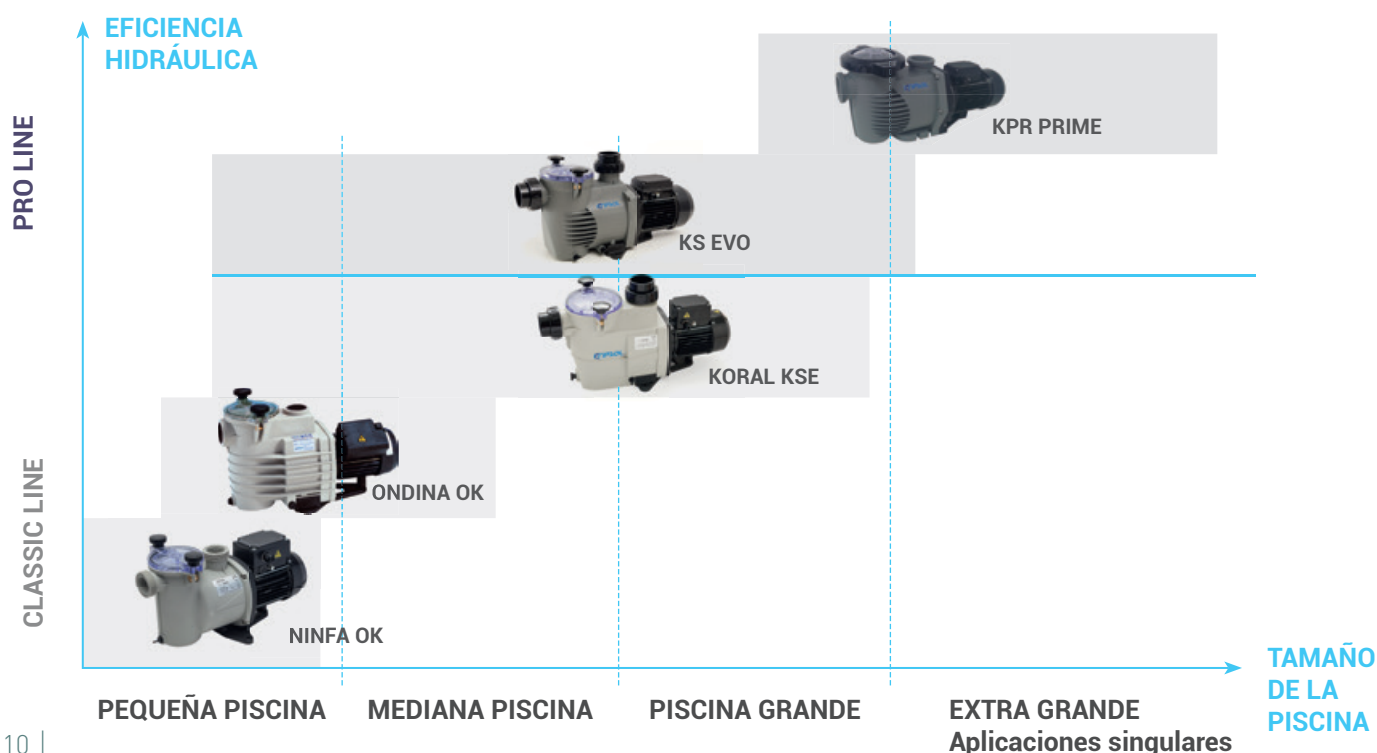 EFICIENCIA
HIDRÁULICA
PRO LINE
KPR PRIME
KS EVO
KORAL KSE
CLASSIC LINE
ONDINA OK
NINFA OK
TAMAÑO
DE LA
PISCINA
PEQUEÑA PISCINA
MEDIANA PISCINA
PISCINA GRANDE
EXTRA GRANDE
Aplicaciones singulares
10 |